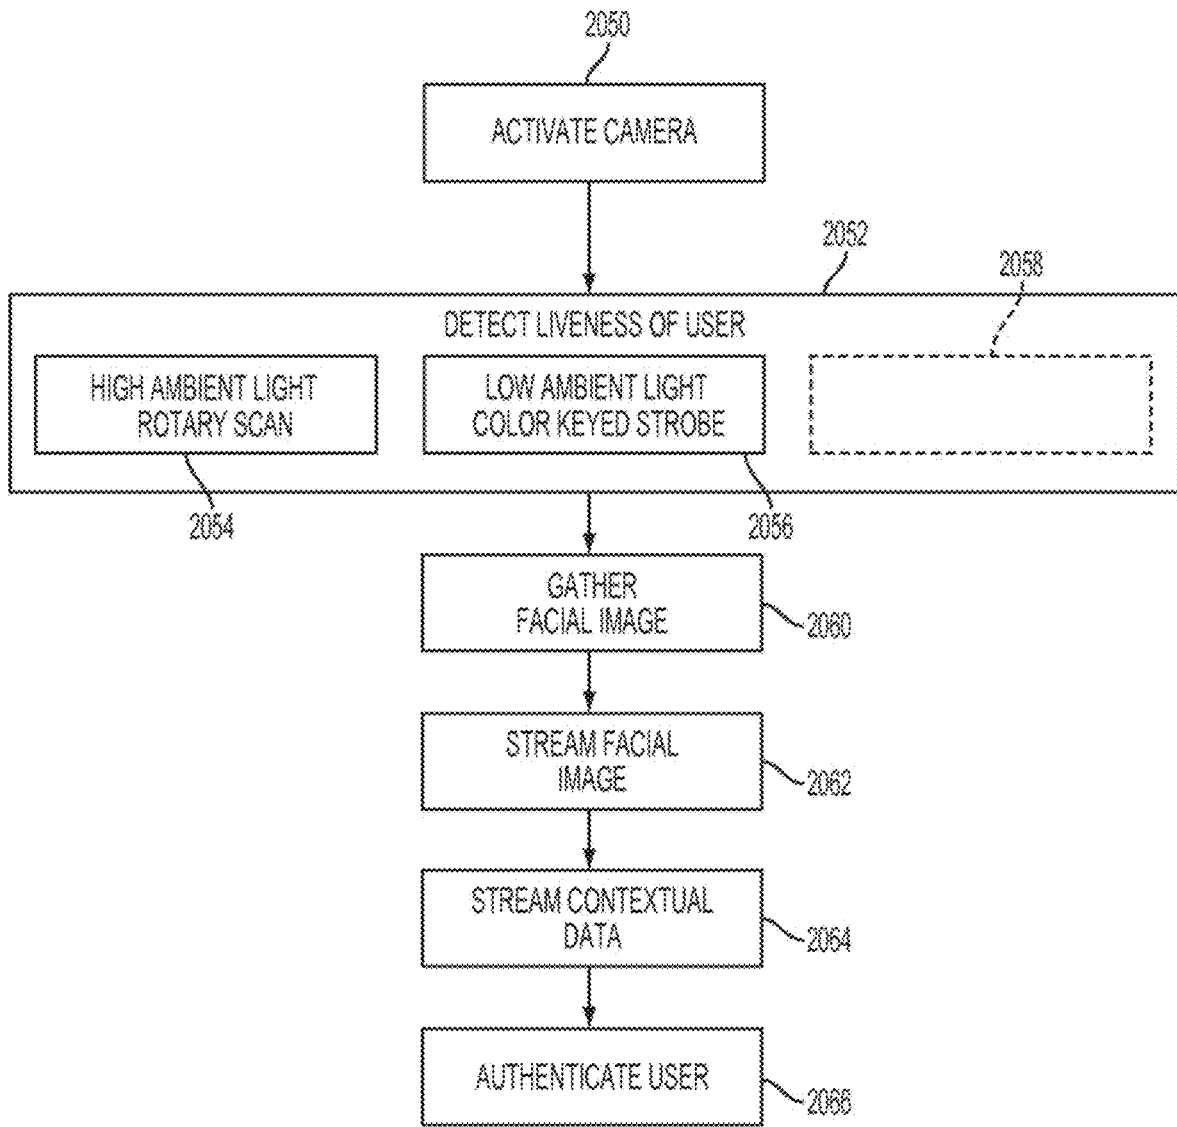 2050
ACTIVATE CAMERA
2052
2058
DETECT LIVENESS OF USER
HIGH AMBIENT LIGHT
ROTARY SCAN
LOW AMBIENT LIGHT
COLOR KEYED STROBE
2054
2056
GATHER
FACIAL IMAGE
2060
STREAM FACIAL
IMAGE
2062
STREAM CONTEXTUAL
DATA
2064
AUTHENTICATE USER
2066